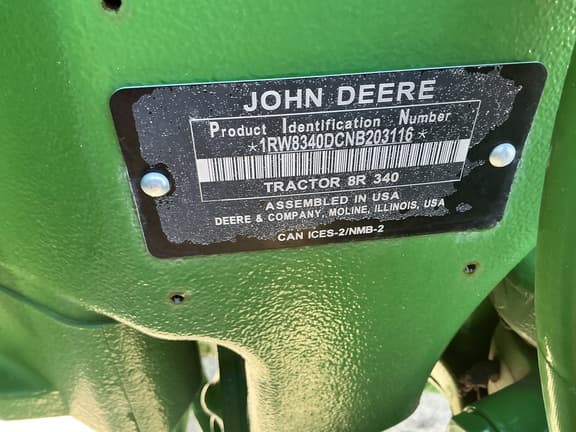 JOHN DEERE
Product Identification Number
*1RW8340DCNB203116*
TRACTOR 8R 340
ASSEMBLED IN USA
DEERE & COMPANY, MOLINE, ILLINOIS, USA
CAN ICES-2/NMB-2